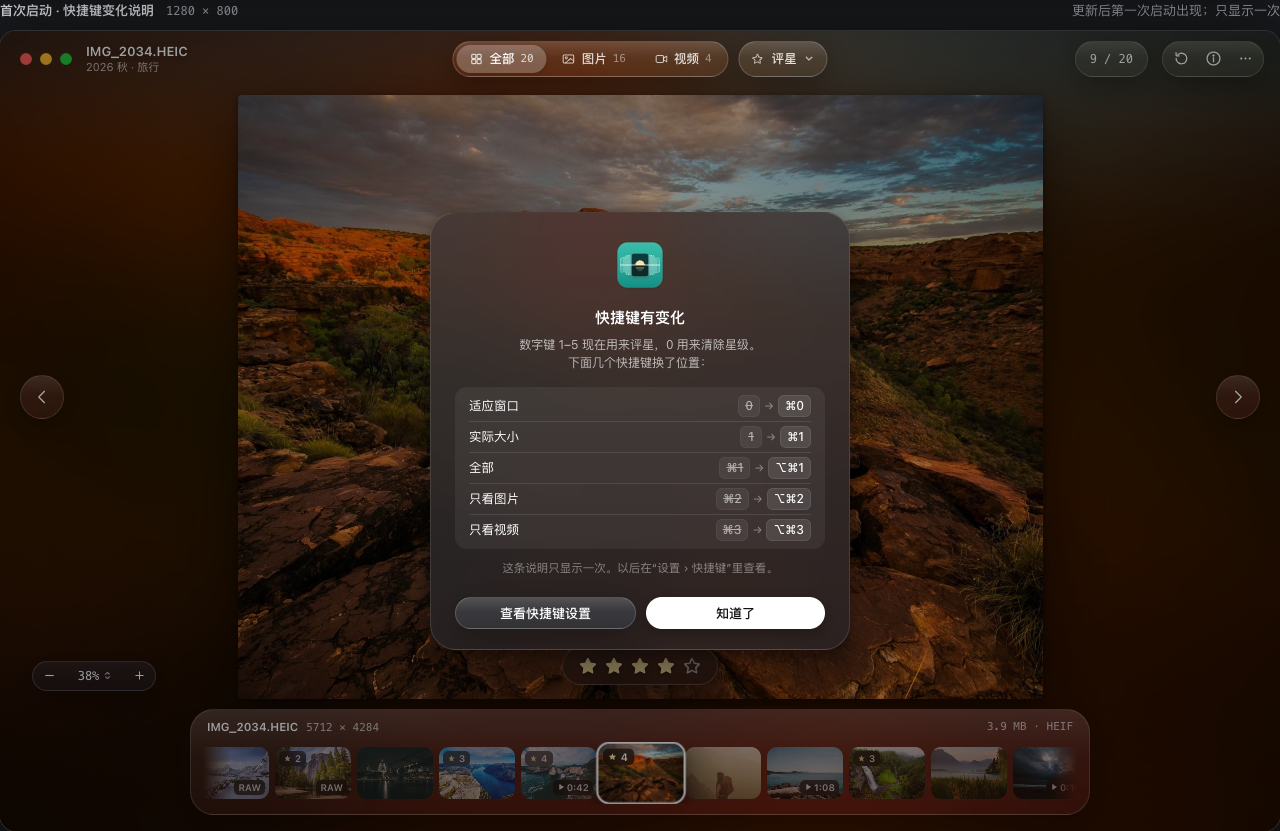 首次启动 · 快捷键变化说明 1280 × 800
更新后第一次启动出现；只显示一次
IMG_2034.HEIC
2026 秋 · 旅行
全部 20
图片 16
视频 4
评星
9 / 20
快捷键有变化
数字键 1–5 现在用来评星，0 用来清除星级。
下面几个快捷键换了位置：
适应窗口 0 → ⌘0
实际大小 1 → ⌘1
全部 ⌘1 → ⌥⌘1
只看图片 ⌘2 → ⌥⌘2
只看视频 ⌘3 → ⌥⌘3
这条说明只显示一次。以后在“设置 › 快捷键”里查看。
查看快捷键设置
知道了
38%
IMG_2034.HEIC 5712 × 4284
3.9 MB · HEIF
RAW
★ 2
RAW
★ 3
★ 4
0:42
★ 4
1:08
★ 3